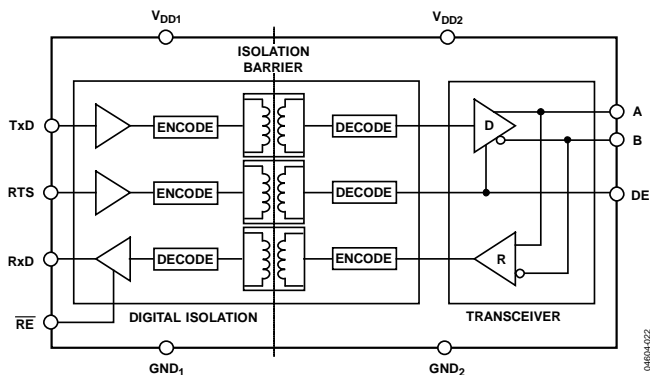 VDD1
VDD2
ISOLATION
BARRIER
TxD
ENCODE
DECODE
D
A
B
RTS
ENCODE
DECODE
DE
RxD
DECODE
ENCODE
R
RE
DIGITAL ISOLATION
TRANSCEIVER
GND1
GND2
04604-022